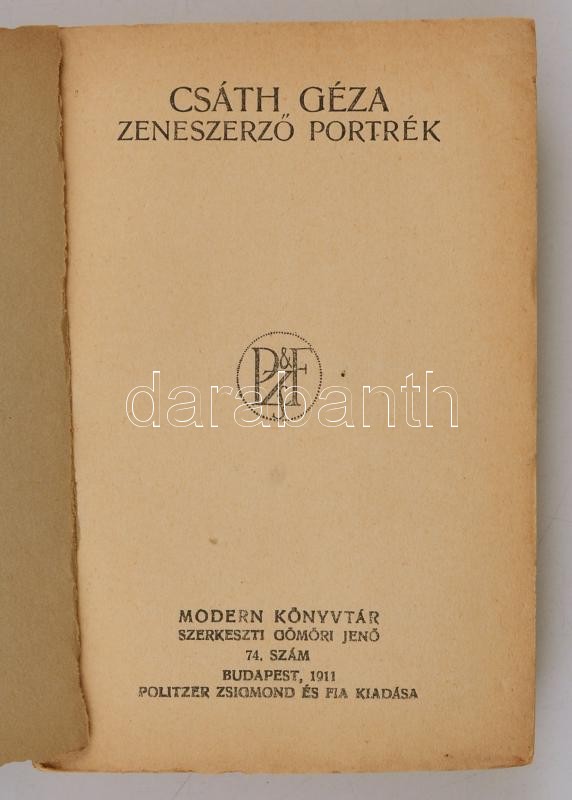 CSÁTH GÉZA
ZENESZERZŐ PORTRÉK
P&F
Z
darabanth
MODERN KÖNYVTÁR
SZERKESZTI GÖMÖRI JENŐ
74. SZÁM
BUDAPEST, 1911
POLITZER ZSIGMOND ÉS FIA KIADÁSA